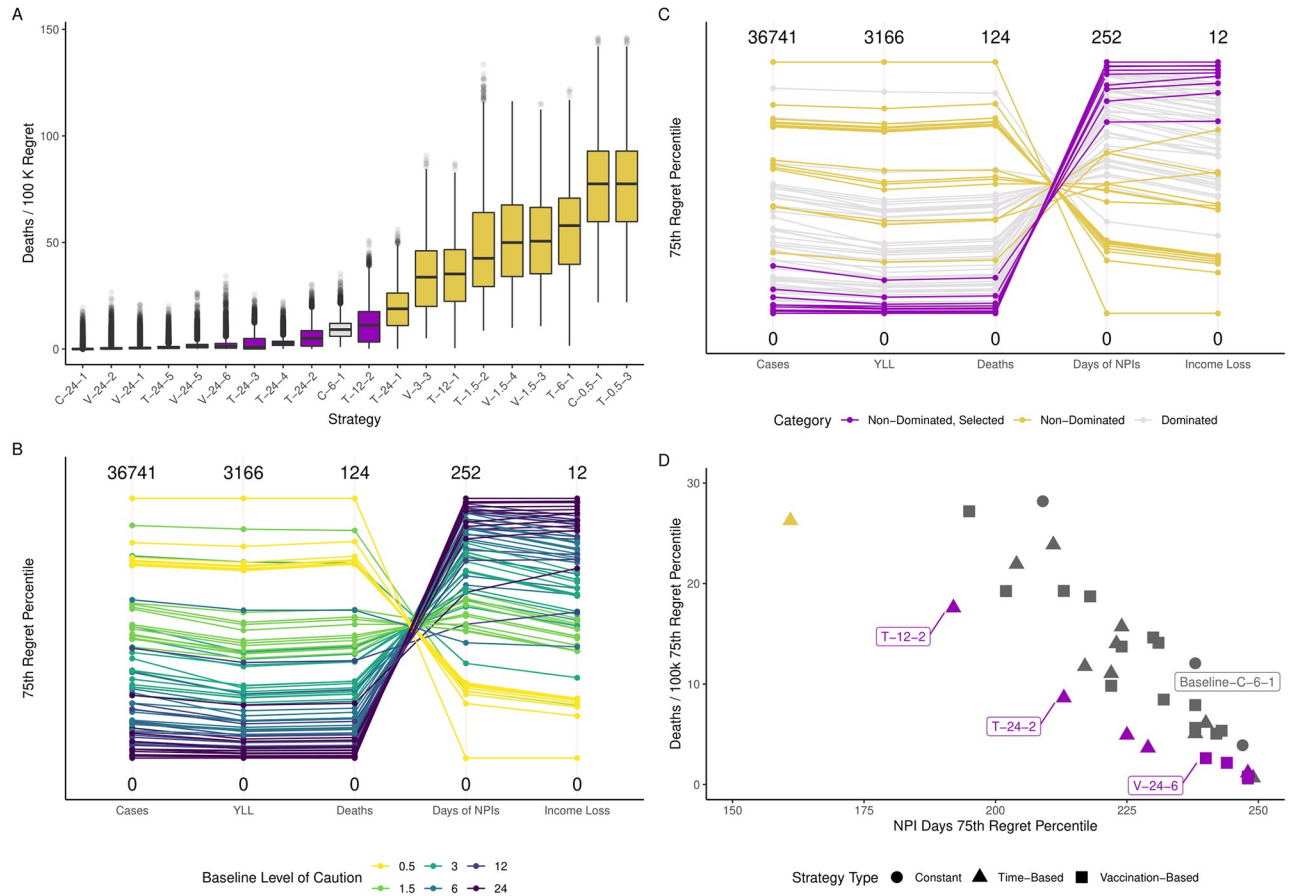 A
150
100
50
0
Deaths / 100 K Regret
C−24−1
V−24−2
V−24−1
T−24−5
V−24−5
V−24−6
T−24−3
T−24−4
T−24−2
C−6−1
T−12−2
T−24−1
V−3−3
T−12−1
T−1.5−2
V−1.5−4
V−1.5−3
T−6−1
C−0.5−1
T−0.5−3
Strategy
C
36741 3166 124 252 12
75th Regret Percentile
0 0
Cases YLL Deaths Days of NPIs Income Loss
Category Non−Dominated, Selected Non−Dominated Dominated
B
36741 3166 124 252 12
75th Regret Percentile
0 0 0 0 0
Cases YLL Deaths Days of NPIs Income Loss
Baseline Level of Caution
0.5 3 12
1.5 6 24
D
30
20
10
0
Deaths / 100k 75th Regret Percentile
T−12−2
Baseline−C−6−1
T−24−2
V−24−6
150 175 200 225 250
NPI Days 75th Regret Percentile
Strategy Type Constant Time−Based Vaccination−Based